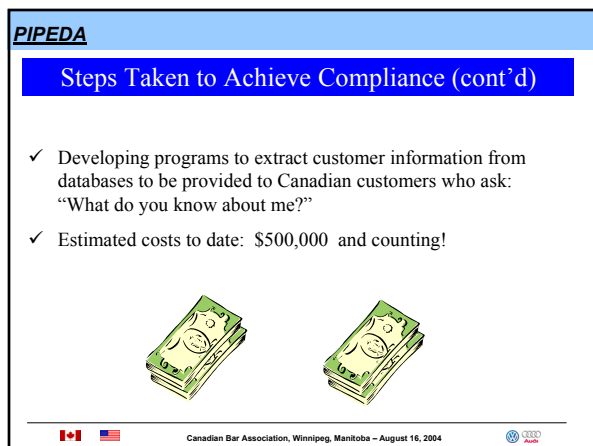 PIPEDA
Steps Taken to Achieve Compliance (cont’d)
✓ Developing programs to extract customer information from
databases to be provided to Canadian customers who ask:
“What do you know about me?”
✓ Estimated costs to date: $500,000 and counting!
Canadian Bar Association, Winnipeg, Manitoba – August 16, 2004
Audi